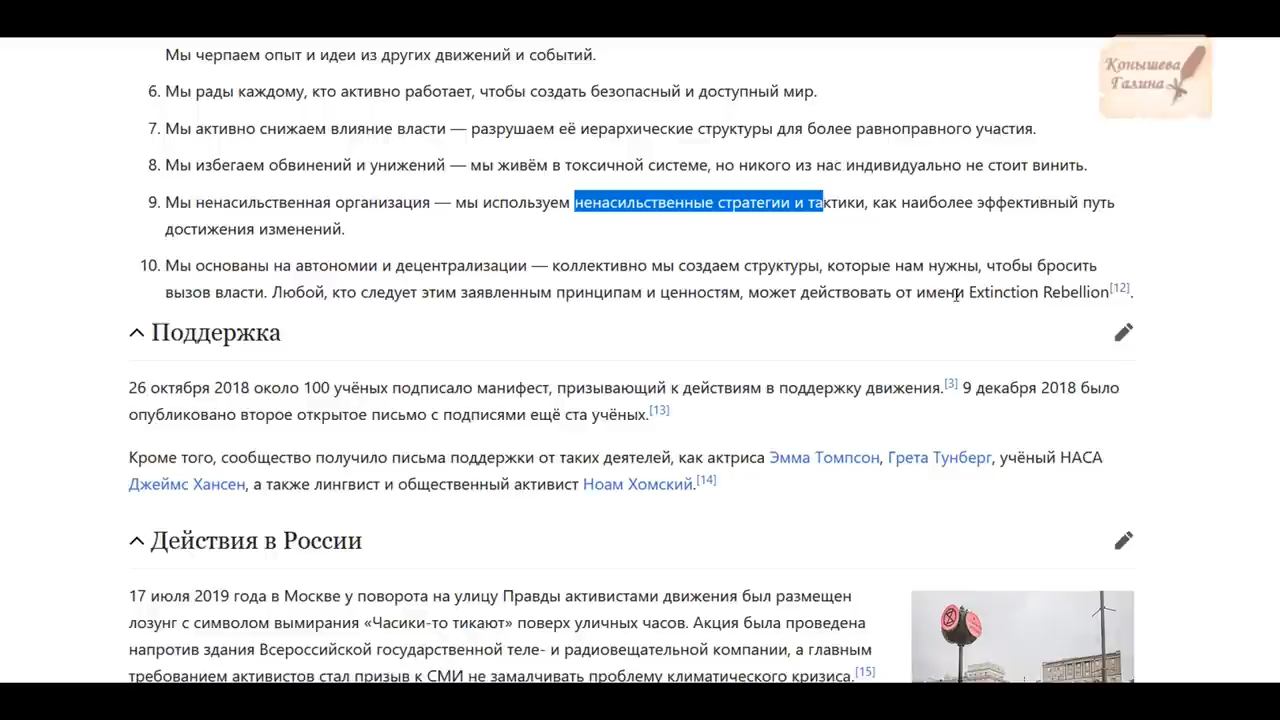 Мы черпаем опыт и идеи из других движений и событий.
Конышева
Галина
6. Мы рады каждому, кто активно работает, чтобы создать безопасный и доступный мир.
7. Мы активно снижаем влияние власти — разрушаем её иерархические структуры для более равноправного участия.
8. Мы избегаем обвинений и унижений — мы живём в токсичной системе, но никого из нас индивидуально не стоит винить.
9. Мы ненасильственная организация — мы используем ненасильственные стратегии и тактики, как наиболее эффективный путь
достижения изменений.
10. Мы основаны на автономии и децентрализации — коллективно мы создаем структуры, которые нам нужны, чтобы бросить
вызов власти. Любой, кто следует этим заявленным принципам и ценностям, может действовать от имени Extinction Rebellion[12].
Поддержка
26 октября 2018 около 100 учёных подписало манифест, призывающий к действиям в поддержку движения.[3] 9 декабря 2018 было
опубликовано второе открытое письмо с подписями ещё ста учёных.[13]
Кроме того, сообщество получило письма поддержки от таких деятелей, как актриса Эмма Томпсон, Грета Тунберг, учёный НАСА
Джеймс Хансен, а также лингвист и общественный активист Ноам Хомский.[14]
Действия в России
17 июля 2019 года в Москве у поворота на улицу Правды активистами движения был размещен
лозунг с символом вымирания «Часики-то тикают» поверх уличных часов. Акция была проведена
напротив здания Всероссийской государственной теле- и радиовещательной компании, а главным
требованием активистов стал призыв к СМИ не замалчивать проблему климатического кризиса.[15]